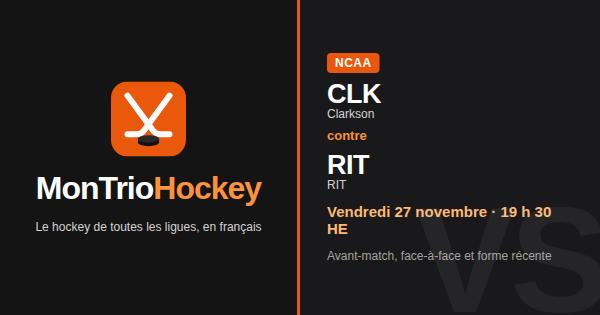 MonTrioHockey
Le hockey de toutes les ligues, en français
NCAA
CLK
Clarkson
contre
RIT
RIT
Vendredi 27 novembre · 19 h 30
HE
Avant-match, face-à-face et forme récente
VS